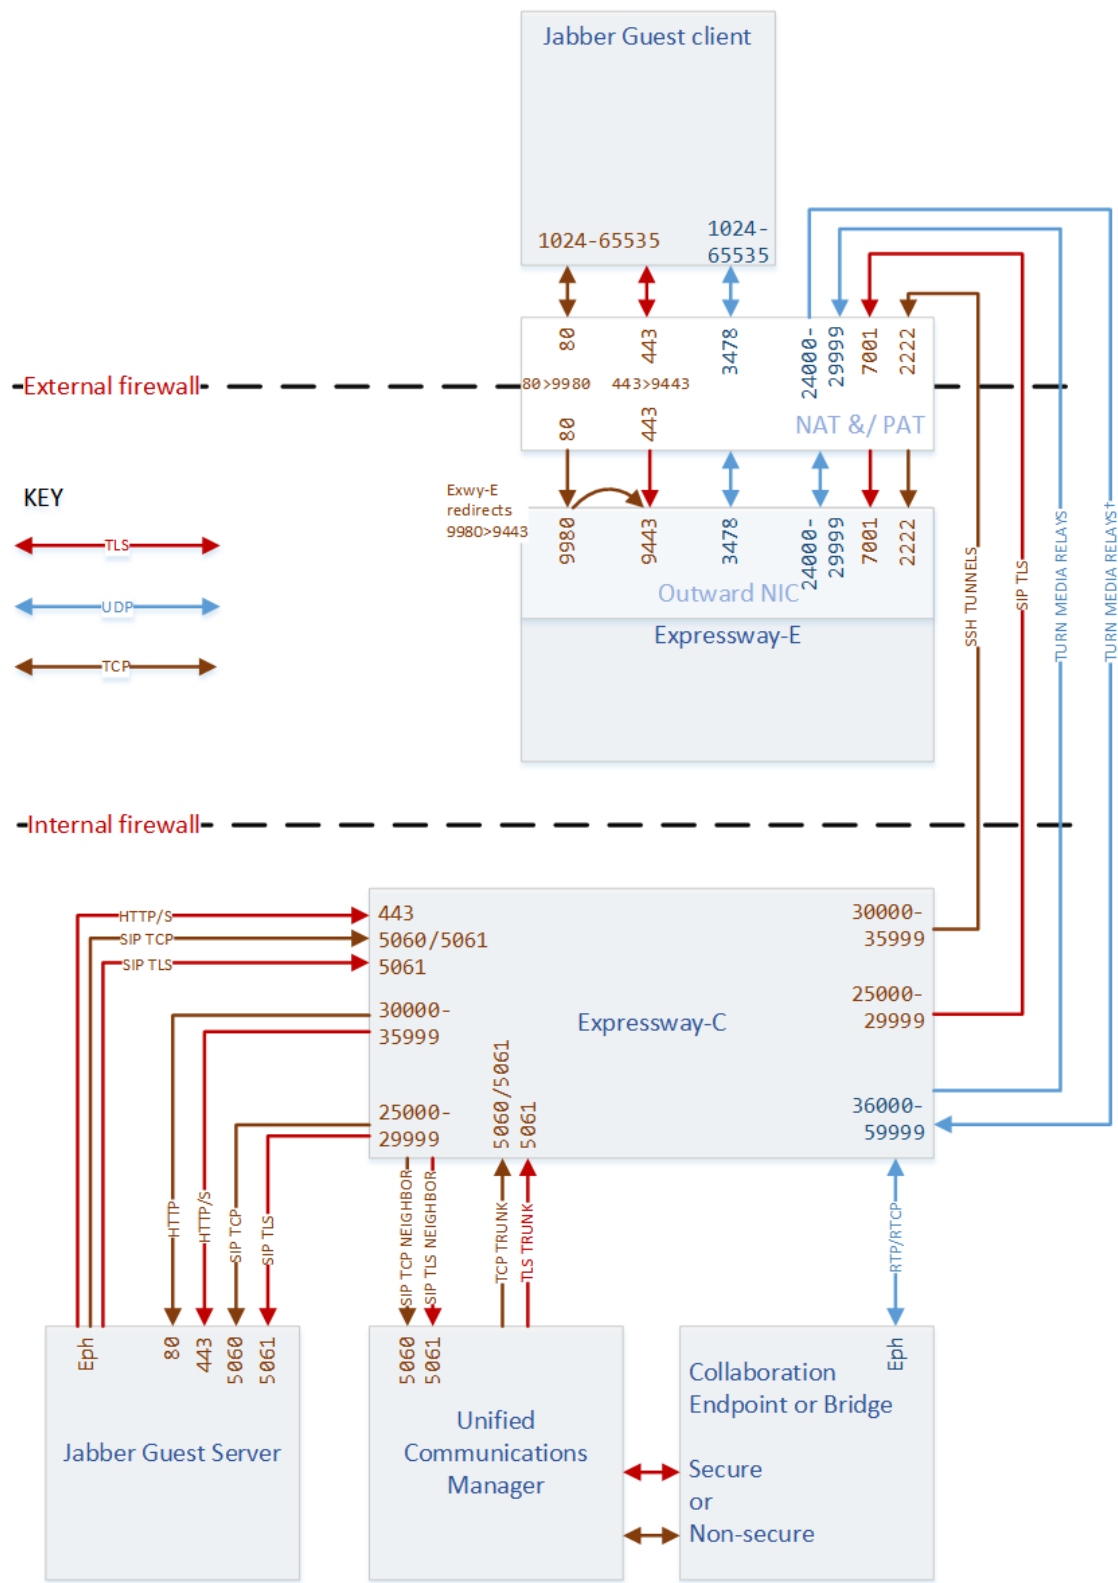 Jabber Guest client
1024-65535
1024-
65535
80
443
3478
24000-
29999
7001
2222
External firewall
80>9980
443>9443
80
443
NAT &/ PAT
KEY
TLS
UDP
TCP
Exwy-E
redirects
9980>9443
9980
9443
3478
24000-
29999
7001
2222
Outward NIC
Expressway-E
SSH TUNNELS
SIP TLS
TURN MEDIA RELAYS
TURN MEDIA RELAYS†
Internal firewall
HTTP/S
SIP TCP
SIP TLS
443
5060/5061
5061
30000-
35999
25000-
29999
Expressway-C
5060/5061
5061
30000-
35999
25000-
29999
36000-
59999
HTTP
HTTP/S
SIP TCP
SIP TLS
SIP TCP NEIGHBOR
SIP TLS NEIGHBOR
TCP TRUNK
TLS TRUNK
RTP/RTCP
Eph
80
443
5060
5061
Jabber Guest Server
5060
5061
Unified
Communications
Manager
Eph
Collaboration
Endpoint or Bridge
Secure
or
Non-secure